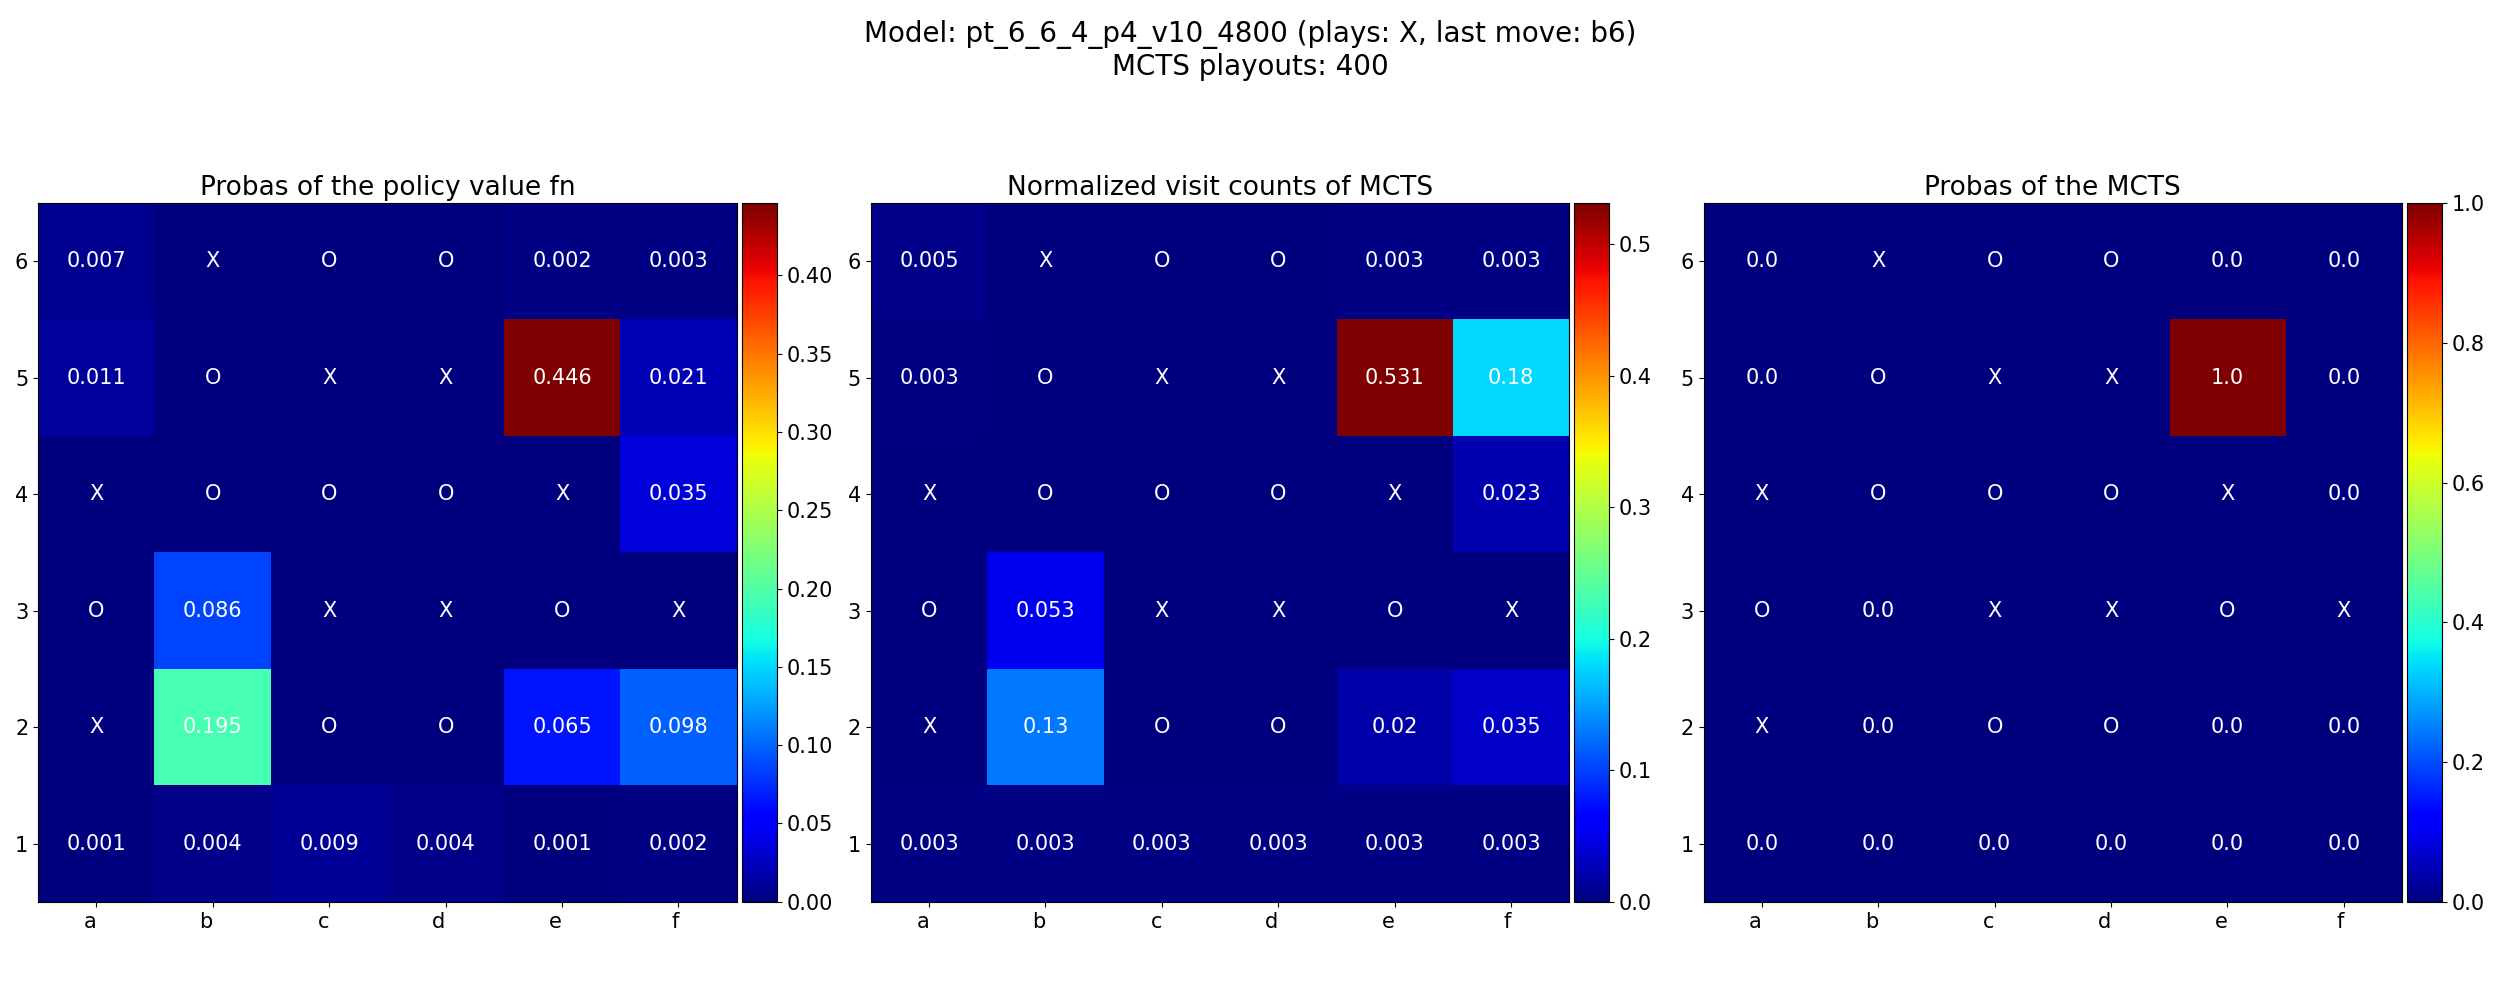 Model: pt_6_6_4_p4_v10_4800 (plays: X, last move: b6)
MCTS playouts: 400
Probas of the policy value fn
6 0.007 X O O 0.002 0.003
5 0.011 O X X 0.446 0.021
4 X O O O X 0.035
3 O 0.086 X X O X
2 X 0.195 O O 0.065 0.098
1 0.001 0.004 0.009 0.004 0.001 0.002
a b c d e f
0.40
0.35
0.30
0.25
0.20
0.15
0.10
0.05
0.00
Normalized visit counts of MCTS
6 0.005 X O O 0.003 0.003
5 0.003 O X X 0.531 0.18
4 X O O O X 0.023
3 O 0.053 X X O X
2 X 0.13 O O 0.02 0.035
1 0.003 0.003 0.003 0.003 0.003 0.003
a b c d e f
0.5
0.4
0.3
0.2
0.1
0.0
Probas of the MCTS
6 0.0 X O O 0.0 0.0
5 0.0 O X X 1.0 0.0
4 X O O O X 0.0
3 O 0.0 X X O X
2 X 0.0 O O 0.0 0.0
1 0.0 0.0 0.0 0.0 0.0 0.0
a b c d e f
1.0
0.8
0.6
0.4
0.2
0.0